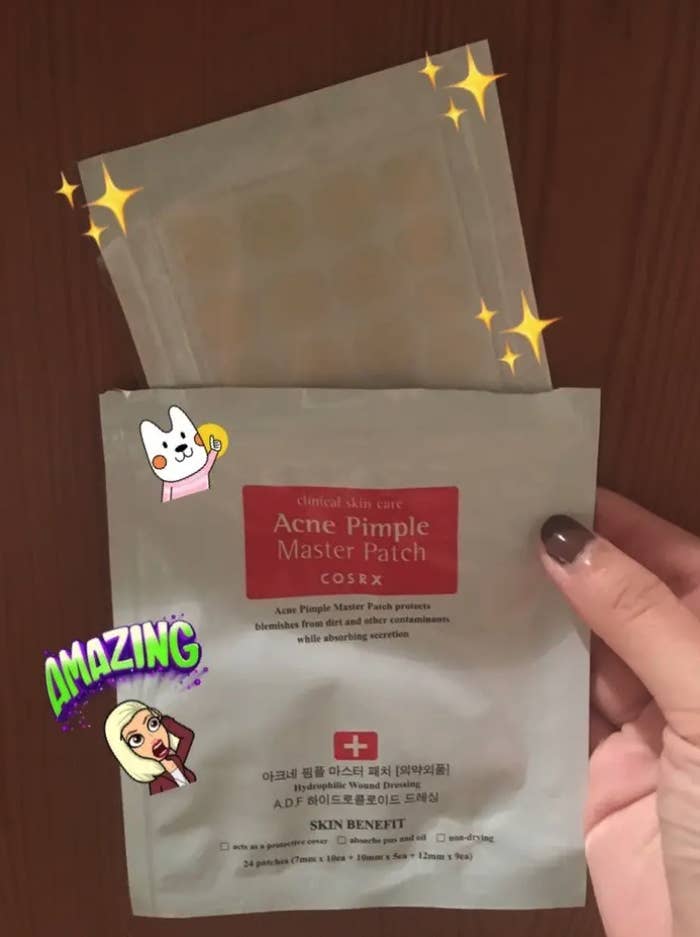 clinical skin care
Acne Pimple
Master Patch
COSRX
Acne Pimple Master Patch protects
blemishes from dirt and other contaminants
while absorbing secretion
AMAZING
아크네 핌플 마스터 패치 [의약외품]
Hydrophilic Wound Dressing
A.D.F 하이드로콜로이드 드레싱
SKIN BENEFIT
acts as a protective cover absorbs pus and oil non-drying
24 patches (7mm x 10ea + 10mm x 5ea + 12mm x 9ea)